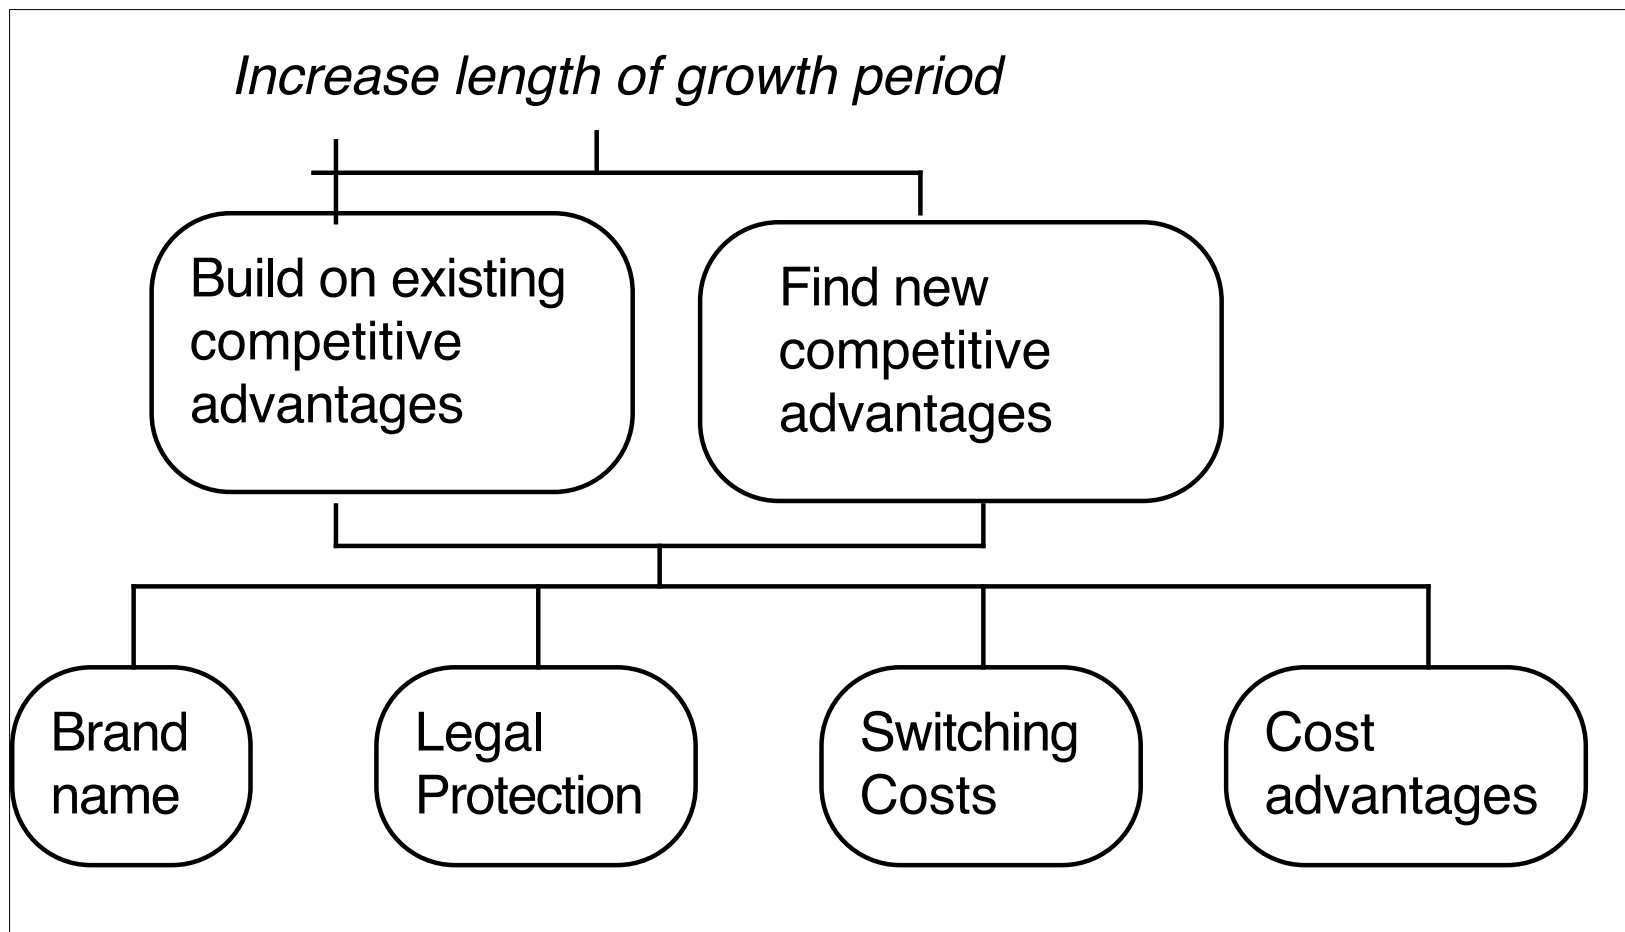 Increase length of growth period
Build on existing
competitive
advantages
Find new
competitive
advantages
Brand
name
Legal
Protection
Switching
Costs
Cost
advantages